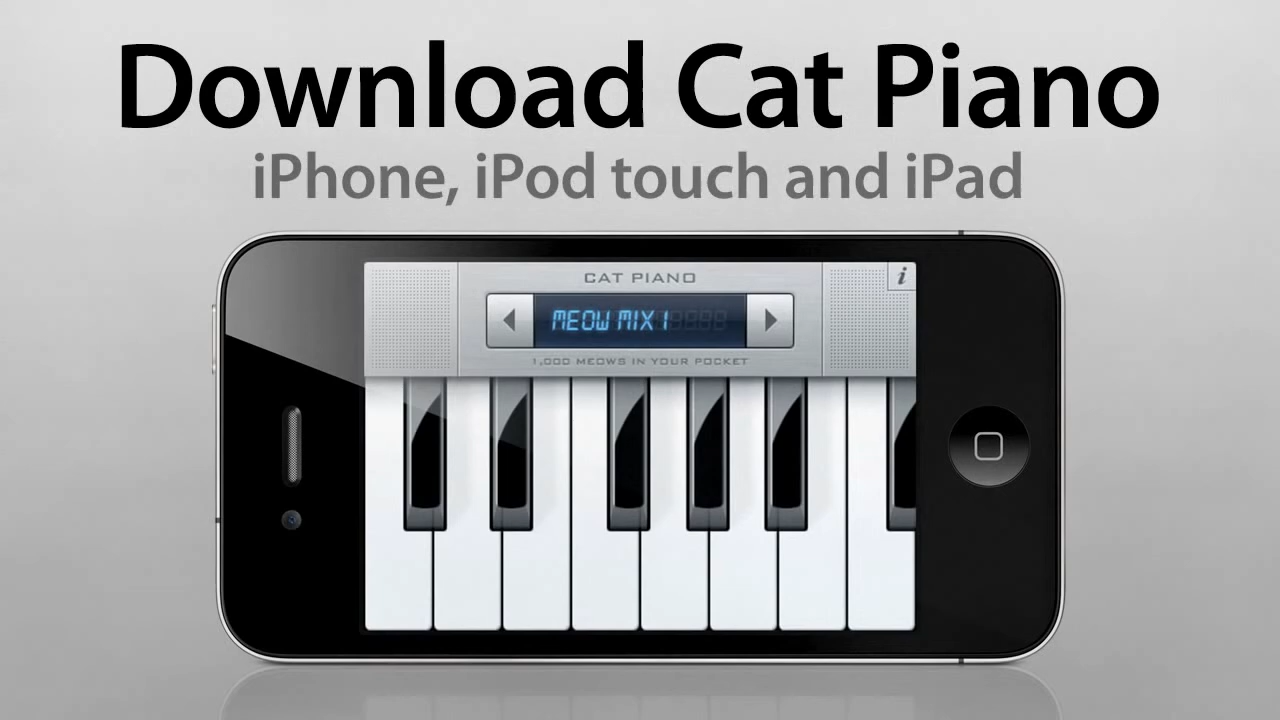 Download Cat Piano
iPhone, iPod touch and iPad
CAT PIANO
i
MEOW MIX 1
1,000 MEOWS IN YOUR POCKET